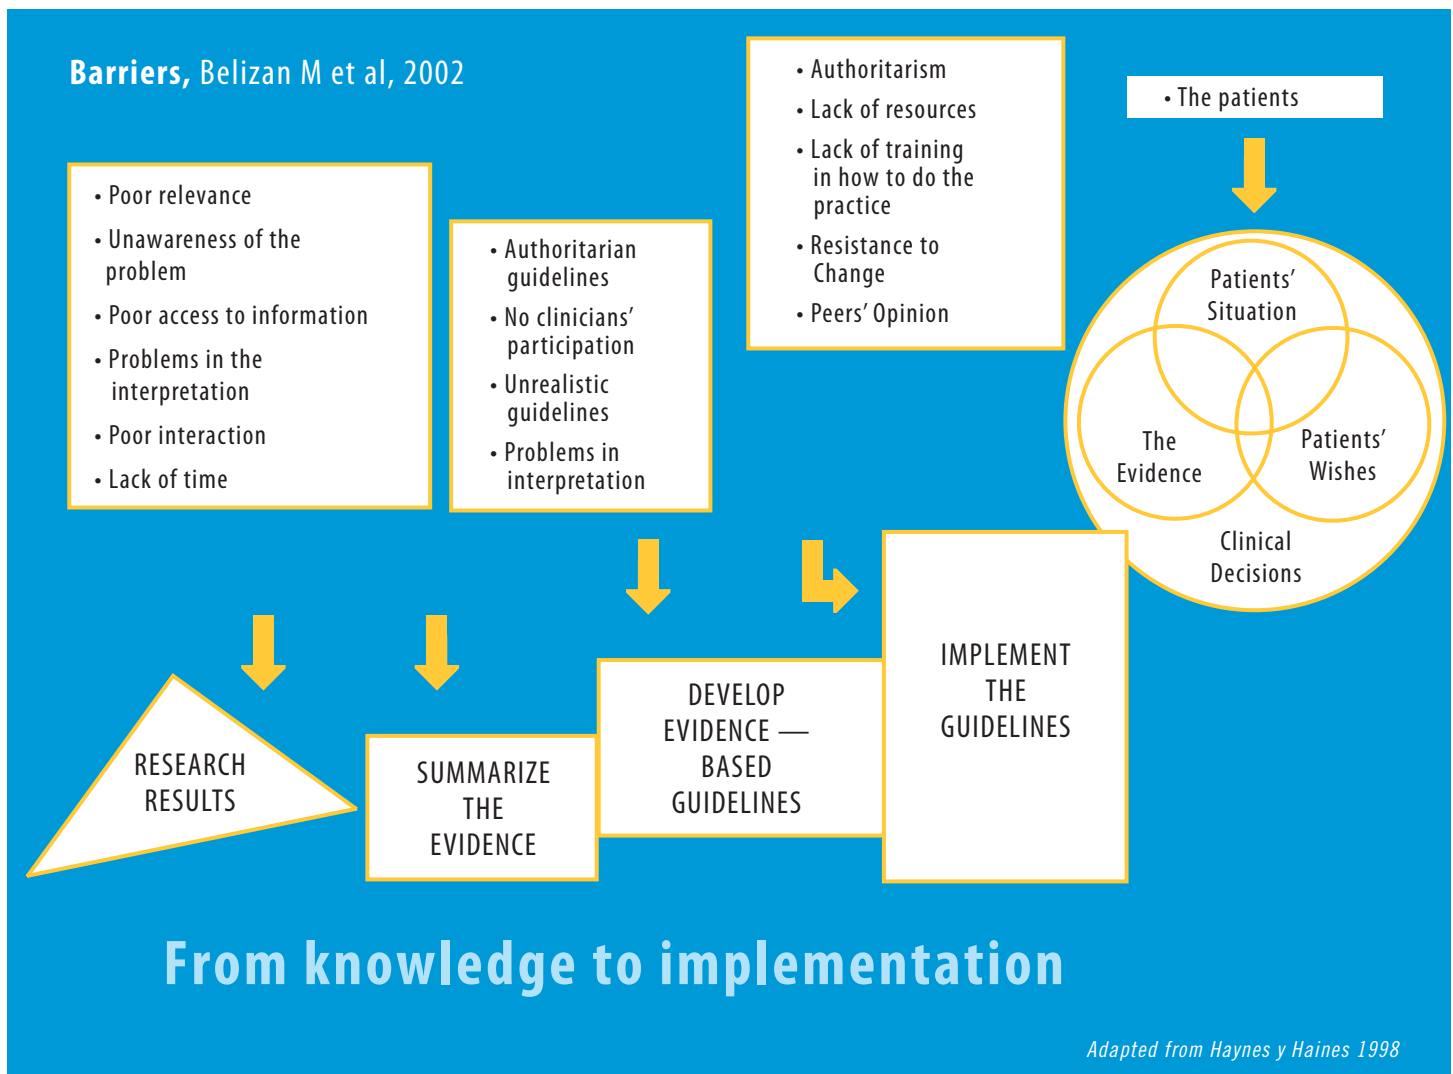 Barriers, Belizan M et al, 2002
• Poor relevance
• Unawareness of the
problem
• Poor access to information
• Problems in the
interpretation
• Poor interaction
• Lack of time
• Authoritarian
guidelines
• No clinicians'
participation
• Unrealistic
guidelines
• Problems in
interpretation
• Authoritarism
• Lack of resources
• Lack of training
in how to do the
practice
• Resistance to
Change
• Peers' Opinion
• The patients
Patients'
Situation
The
Evidence
Patients'
Wishes
Clinical
Decisions
RESEARCH
RESULTS
SUMMARIZE
THE
EVIDENCE
DEVELOP
EVIDENCE —
BASED
GUIDELINES
IMPLEMENT
THE
GUIDELINES
From knowledge to implementation
Adapted from Haynes y Haines 1998